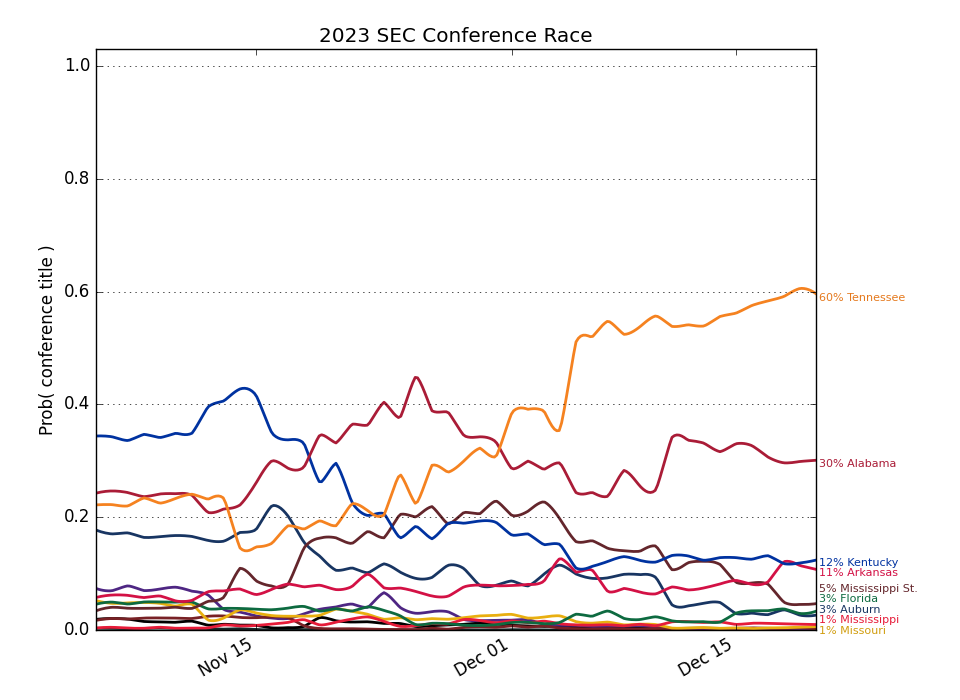 2023 SEC Conference Race
Prob( conference title )
1.0
0.8
0.6
0.4
0.2
0.0
Nov 15
Dec 01
Dec 15
60% Tennessee
30% Alabama
12% Kentucky
11% Arkansas
5% Mississippi St.
3% Florida
3% Auburn
1% Mississippi
1% Missouri